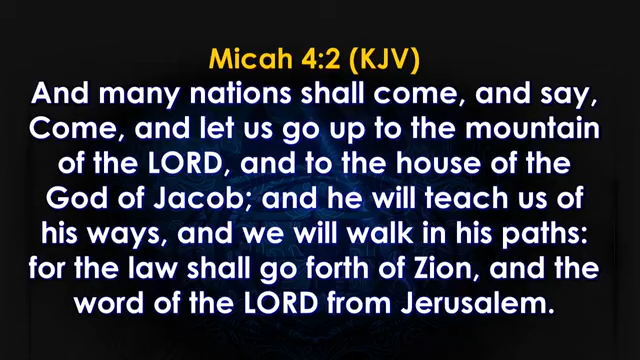 Micah 4:2 (KJV)
And many nations shall come, and say,
Come, and let us go up to the mountain
of the LORD, and to the house of the
God of Jacob; and he will teach us of
his ways, and we will walk in his paths:
for the law shall go forth of Zion, and the
word of the LORD from Jerusalem.